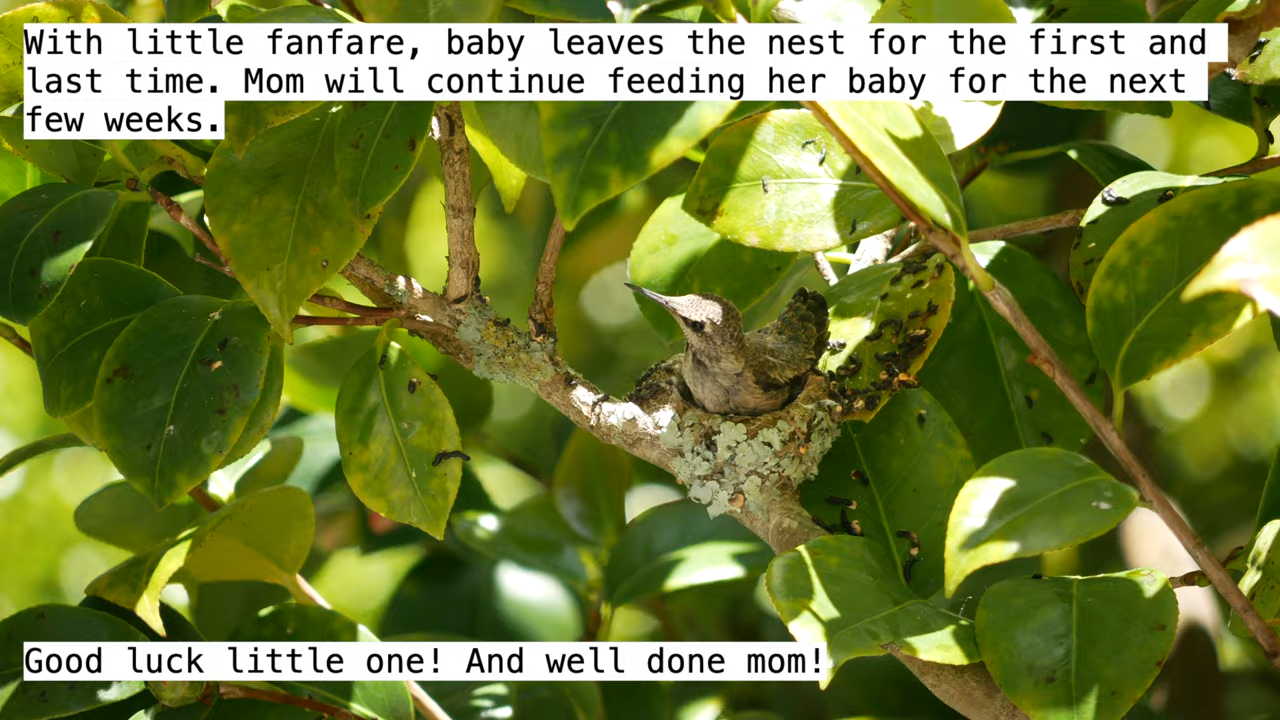 With little fanfare, baby leaves the nest for the first and
last time. Mom will continue feeding her baby for the next
few weeks.
Good luck little one! And well done mom!